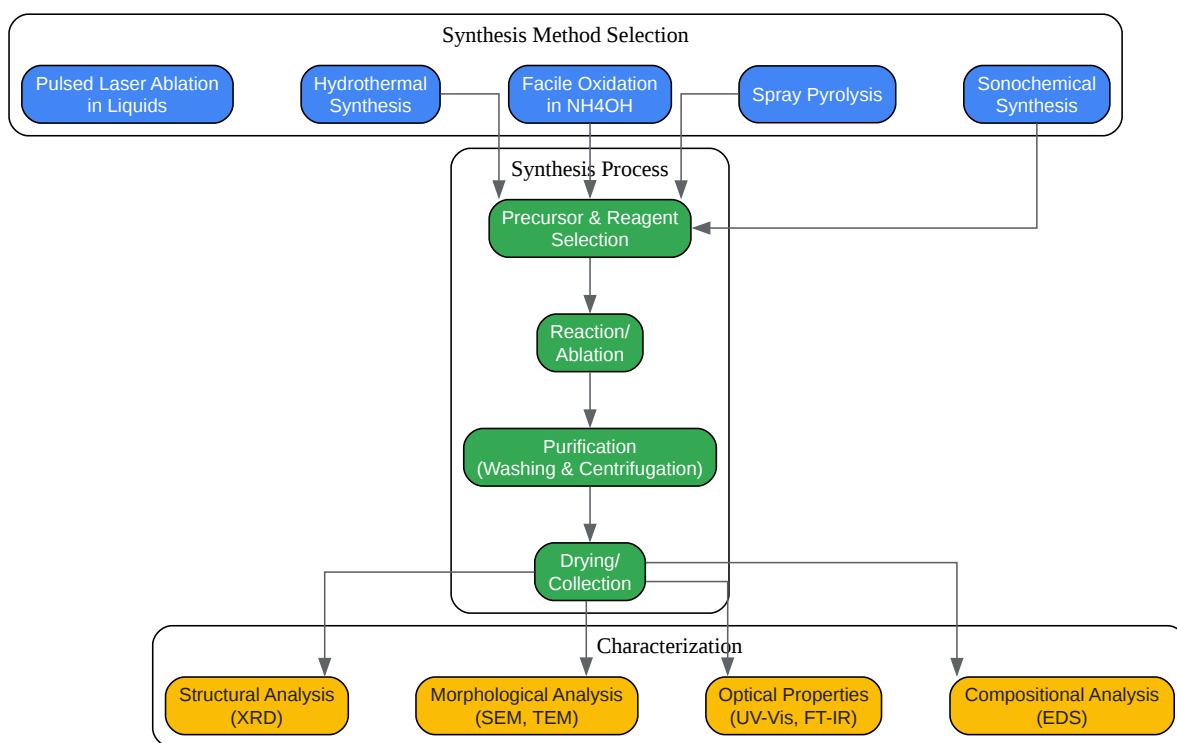 Synthesis Method Selection
Pulsed Laser Ablation
in Liquids
Hydrothermal
Synthesis
Facile Oxidation
in NH4OH
Spray Pyrolysis
Sonochemical
Synthesis
Synthesis Process
Precursor & Reagent
Selection
Reaction/
Ablation
Purification
(Washing & Centrifugation)
Drying/
Collection
Characterization
Structural Analysis
(XRD)
Morphological Analysis
(SEM, TEM)
Optical Properties
(UV-Vis, FT-IR)
Compositional Analysis
(EDS)